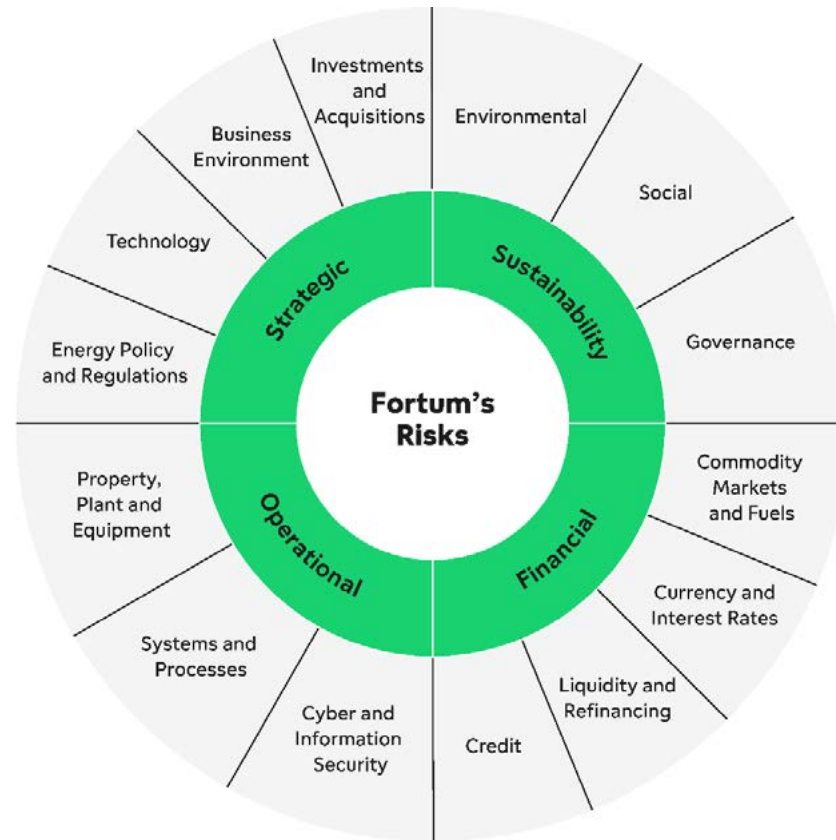 Fortum's
Risks
Strategic
Sustainability
Financial
Operational
Investments
and
Acquisitions
Environmental
Social
Governance
Commodity
Markets
and Fuels
Currency and
Interest Rates
Liquidity and
Refinancing
Credit
Cyber and
Information
Security
Systems and
Processes
Property,
Plant and
Equipment
Energy Policy
and Regulations
Technology
Business
Environment